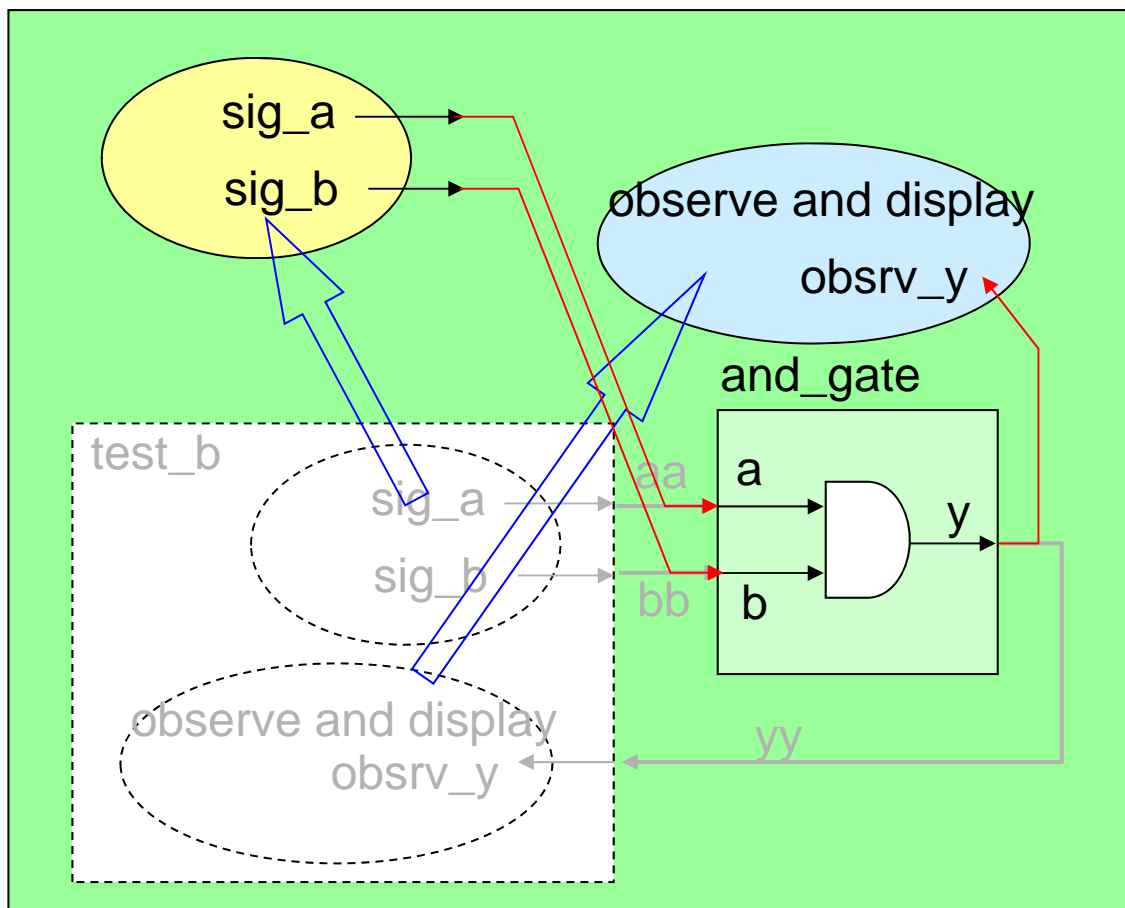 sig_a
sig_b
observe and display
obsrv_y
and_gate
test_b
sig_a
aa
a
y
sig_b
bb
b
observe and display
obsrv_y
yy